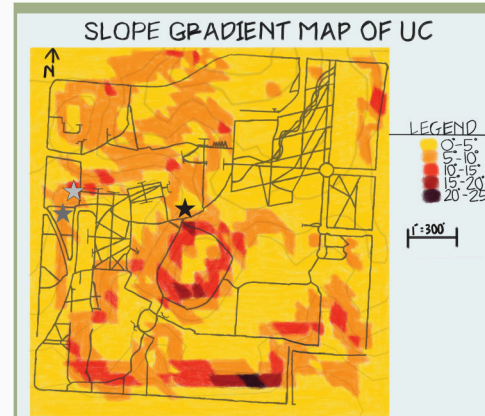 SLOPE GRADIENT MAP OF UC
N
LEGEND
0°-5°
5°-10°
10°-15°
15°-20°
20°-25
1"=300'